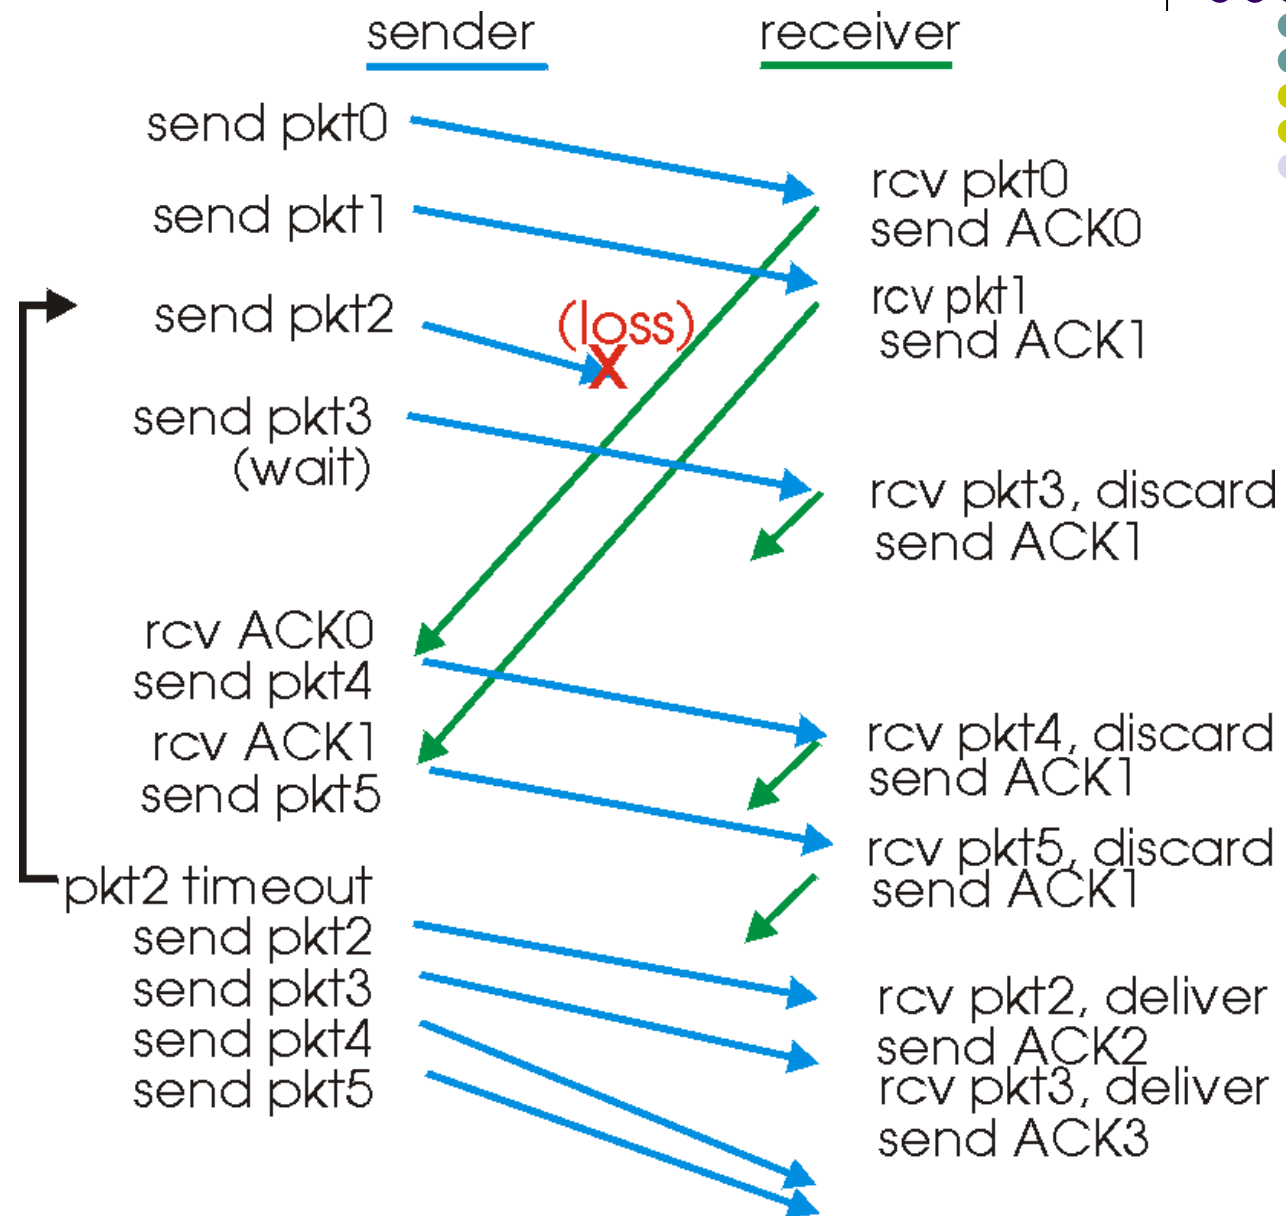 sender
receiver
send pkt0
rcv pkt0
send ACK0
send pkt1
rcv pkt1
send ACK1
send pkt2
(loss)
X
send pkt3
(wait)
rcv pkt3, discard
send ACK1
rcv ACK0
send pkt4
rcv ACK1
send pkt5
rcv pkt4, discard
send ACK1
rcv pkt5, discard
send ACK1
pkt2 timeout
send pkt2
send pkt3
send pkt4
send pkt5
rcv pkt2, deliver
send ACK2
rcv pkt3, deliver
send ACK3